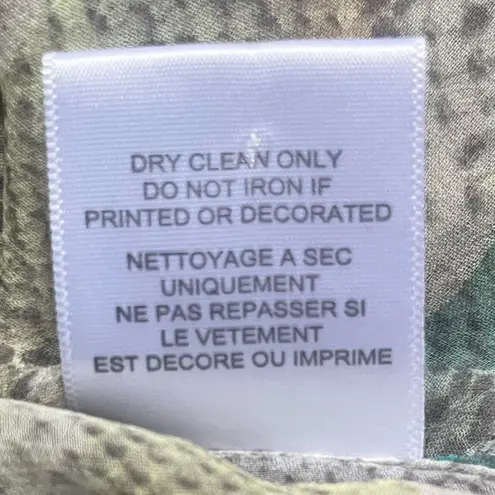 DRY CLEAN ONLY
DO NOT IRON IF
PRINTED OR DECORATED
NETTOYAGE A SEC
UNIQUEMENT
NE PAS REPASSER SI
LE VETEMENT
EST DECORE OU IMPRIME